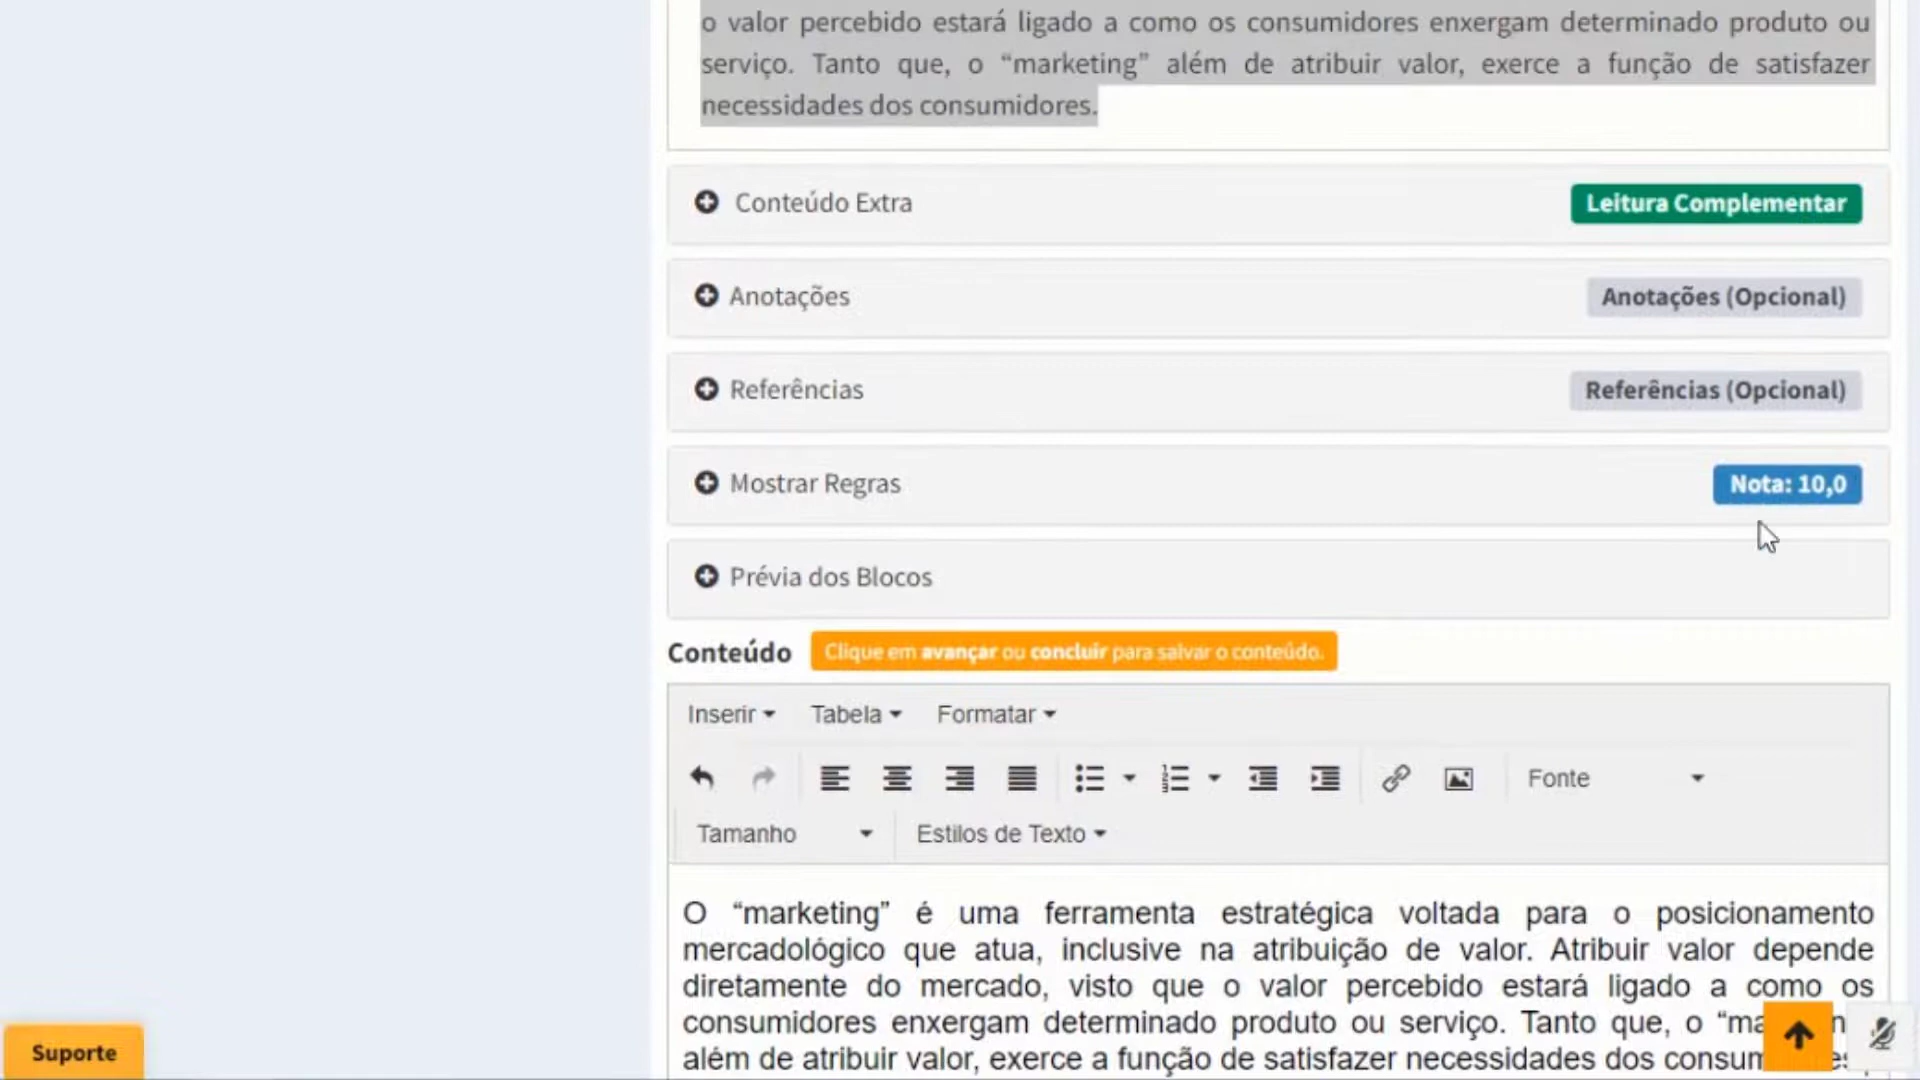 o valor percebido estará ligado a como os consumidores enxergam determinado produto ou
serviço. Tanto que, o “marketing” além de atribuir valor, exerce a função de satisfazer
necessidades dos consumidores.
Conteúdo Extra
Leitura Complementar
Anotações
Anotações (Opcional)
Referências
Referências (Opcional)
Mostrar Regras
Nota: 10,0
Prévia dos Blocos
Conteúdo
Clique em avançar ou concluir para salvar o conteúdo.
Inserir
Tabela
Formatar
Fonte
Tamanho
Estilos de Texto
O “marketing” é uma ferramenta estratégica voltada para o posicionamento
mercadológico que atua, inclusive na atribuição de valor. Atribuir valor depende
diretamente do mercado, visto que o valor percebido estará ligado a como os
consumidores enxergam determinado produto ou serviço. Tanto que, o
além de atribuir valor, exerce a função de satisfazer necessidades dos
Suporte